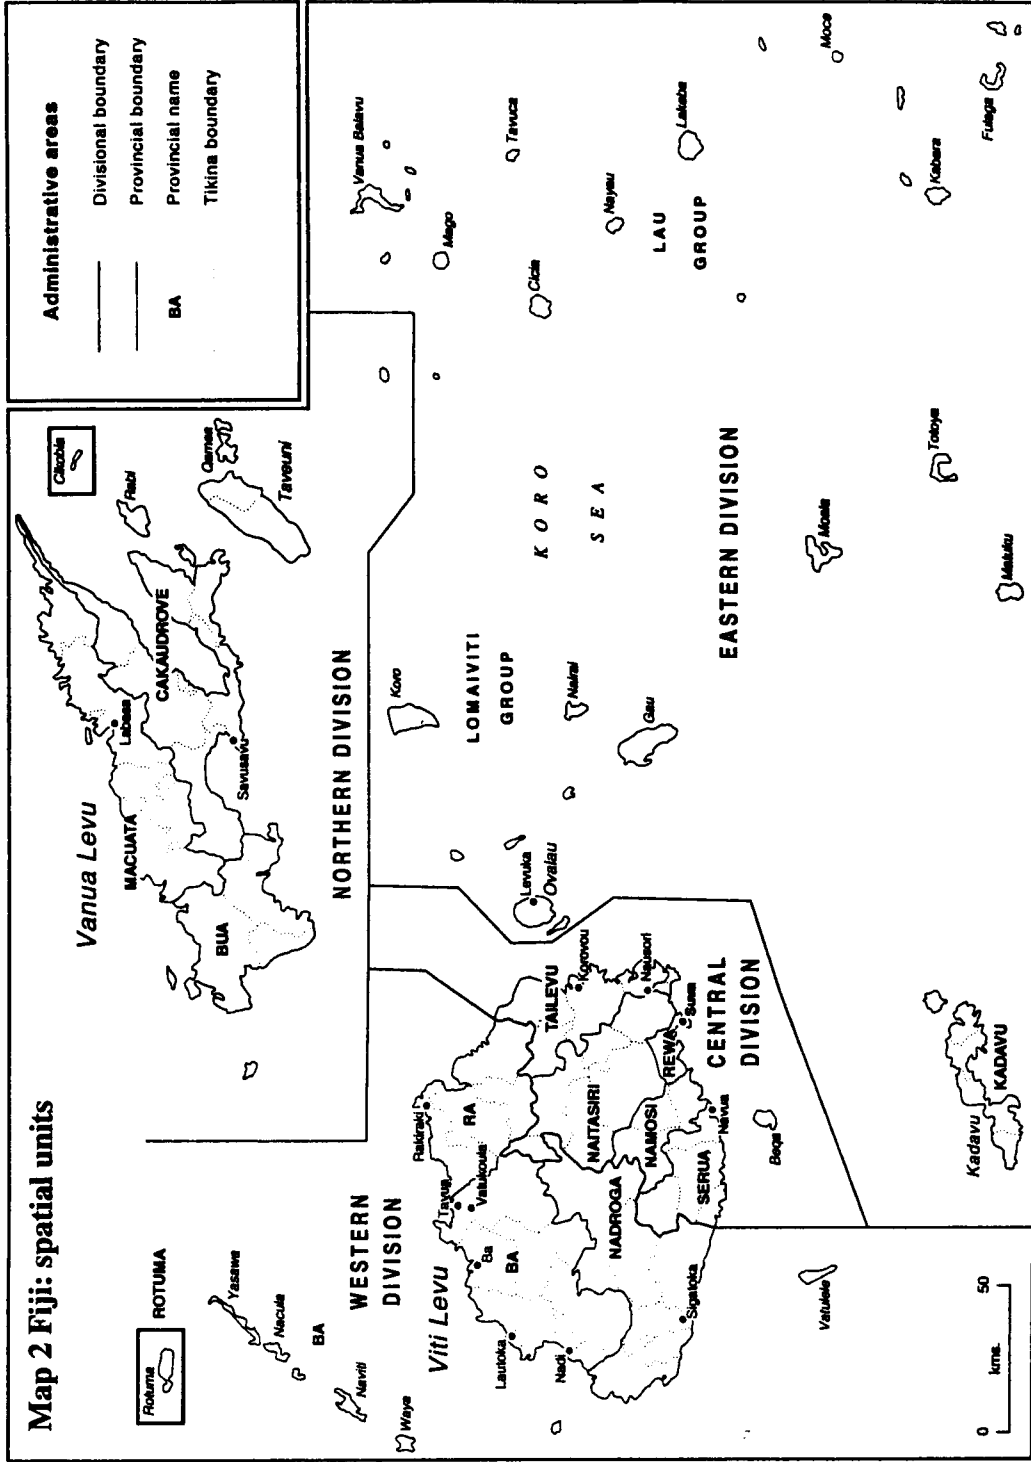 Map 2 Fiji: spatial units
Administrative areas
Divisional boundary
Provincial boundary
BA Provincial name
Tikina boundary
Rotuma
ROTUMA
Yasawa
Nacula
BA
Naviti
Waya
WESTERN
DIVISION
Viti Levu
Lautoka
Nadi
Ba
BA
Tavua
Vatukoula
Rakiraki
RA
NADROGA
Sigatoka
NAITASIRI
NAMOSI
SERUA
Navua
REWA
Suva
Nausori
TAILEVU
Korovou
CENTRAL
DIVISION
Beqa
Vatulele
Kadavu
KADAVU
Vanua Levu
BUA
MACUATA
Labasa
CAKAUDROVE
Savusavu
Cikobia
Rabi
Qamea
Taveuni
NORTHERN DIVISION
Koro
LOMAIVITI
GROUP
Nairai
Gau
Levuka
Ovalau
KORO
SEA
EASTERN DIVISION
Moala
Totoya
Matuku
Vanua Balavu
Mago
Tavuca
Cicia
Nayau
LAU
GROUP
Lakeba
Moce
Kabara
Fulaga
0 50
kms.